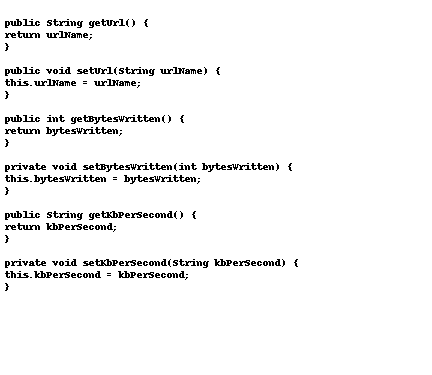 public String getUrl() {
return urlName;
}
public void setUrl(String urlName) {
this.urlName = urlName;
}
public int getBytesWritten() {
return bytesWritten;
}
private void setBytesWritten(int bytesWritten) {
this.bytesWritten = bytesWritten;
}
public String getKbPerSecond() {
return kbPerSecond;
}
private void setKbPerSecond(String kbPerSecond) {
this.kbPerSecond = kbPerSecond;
}